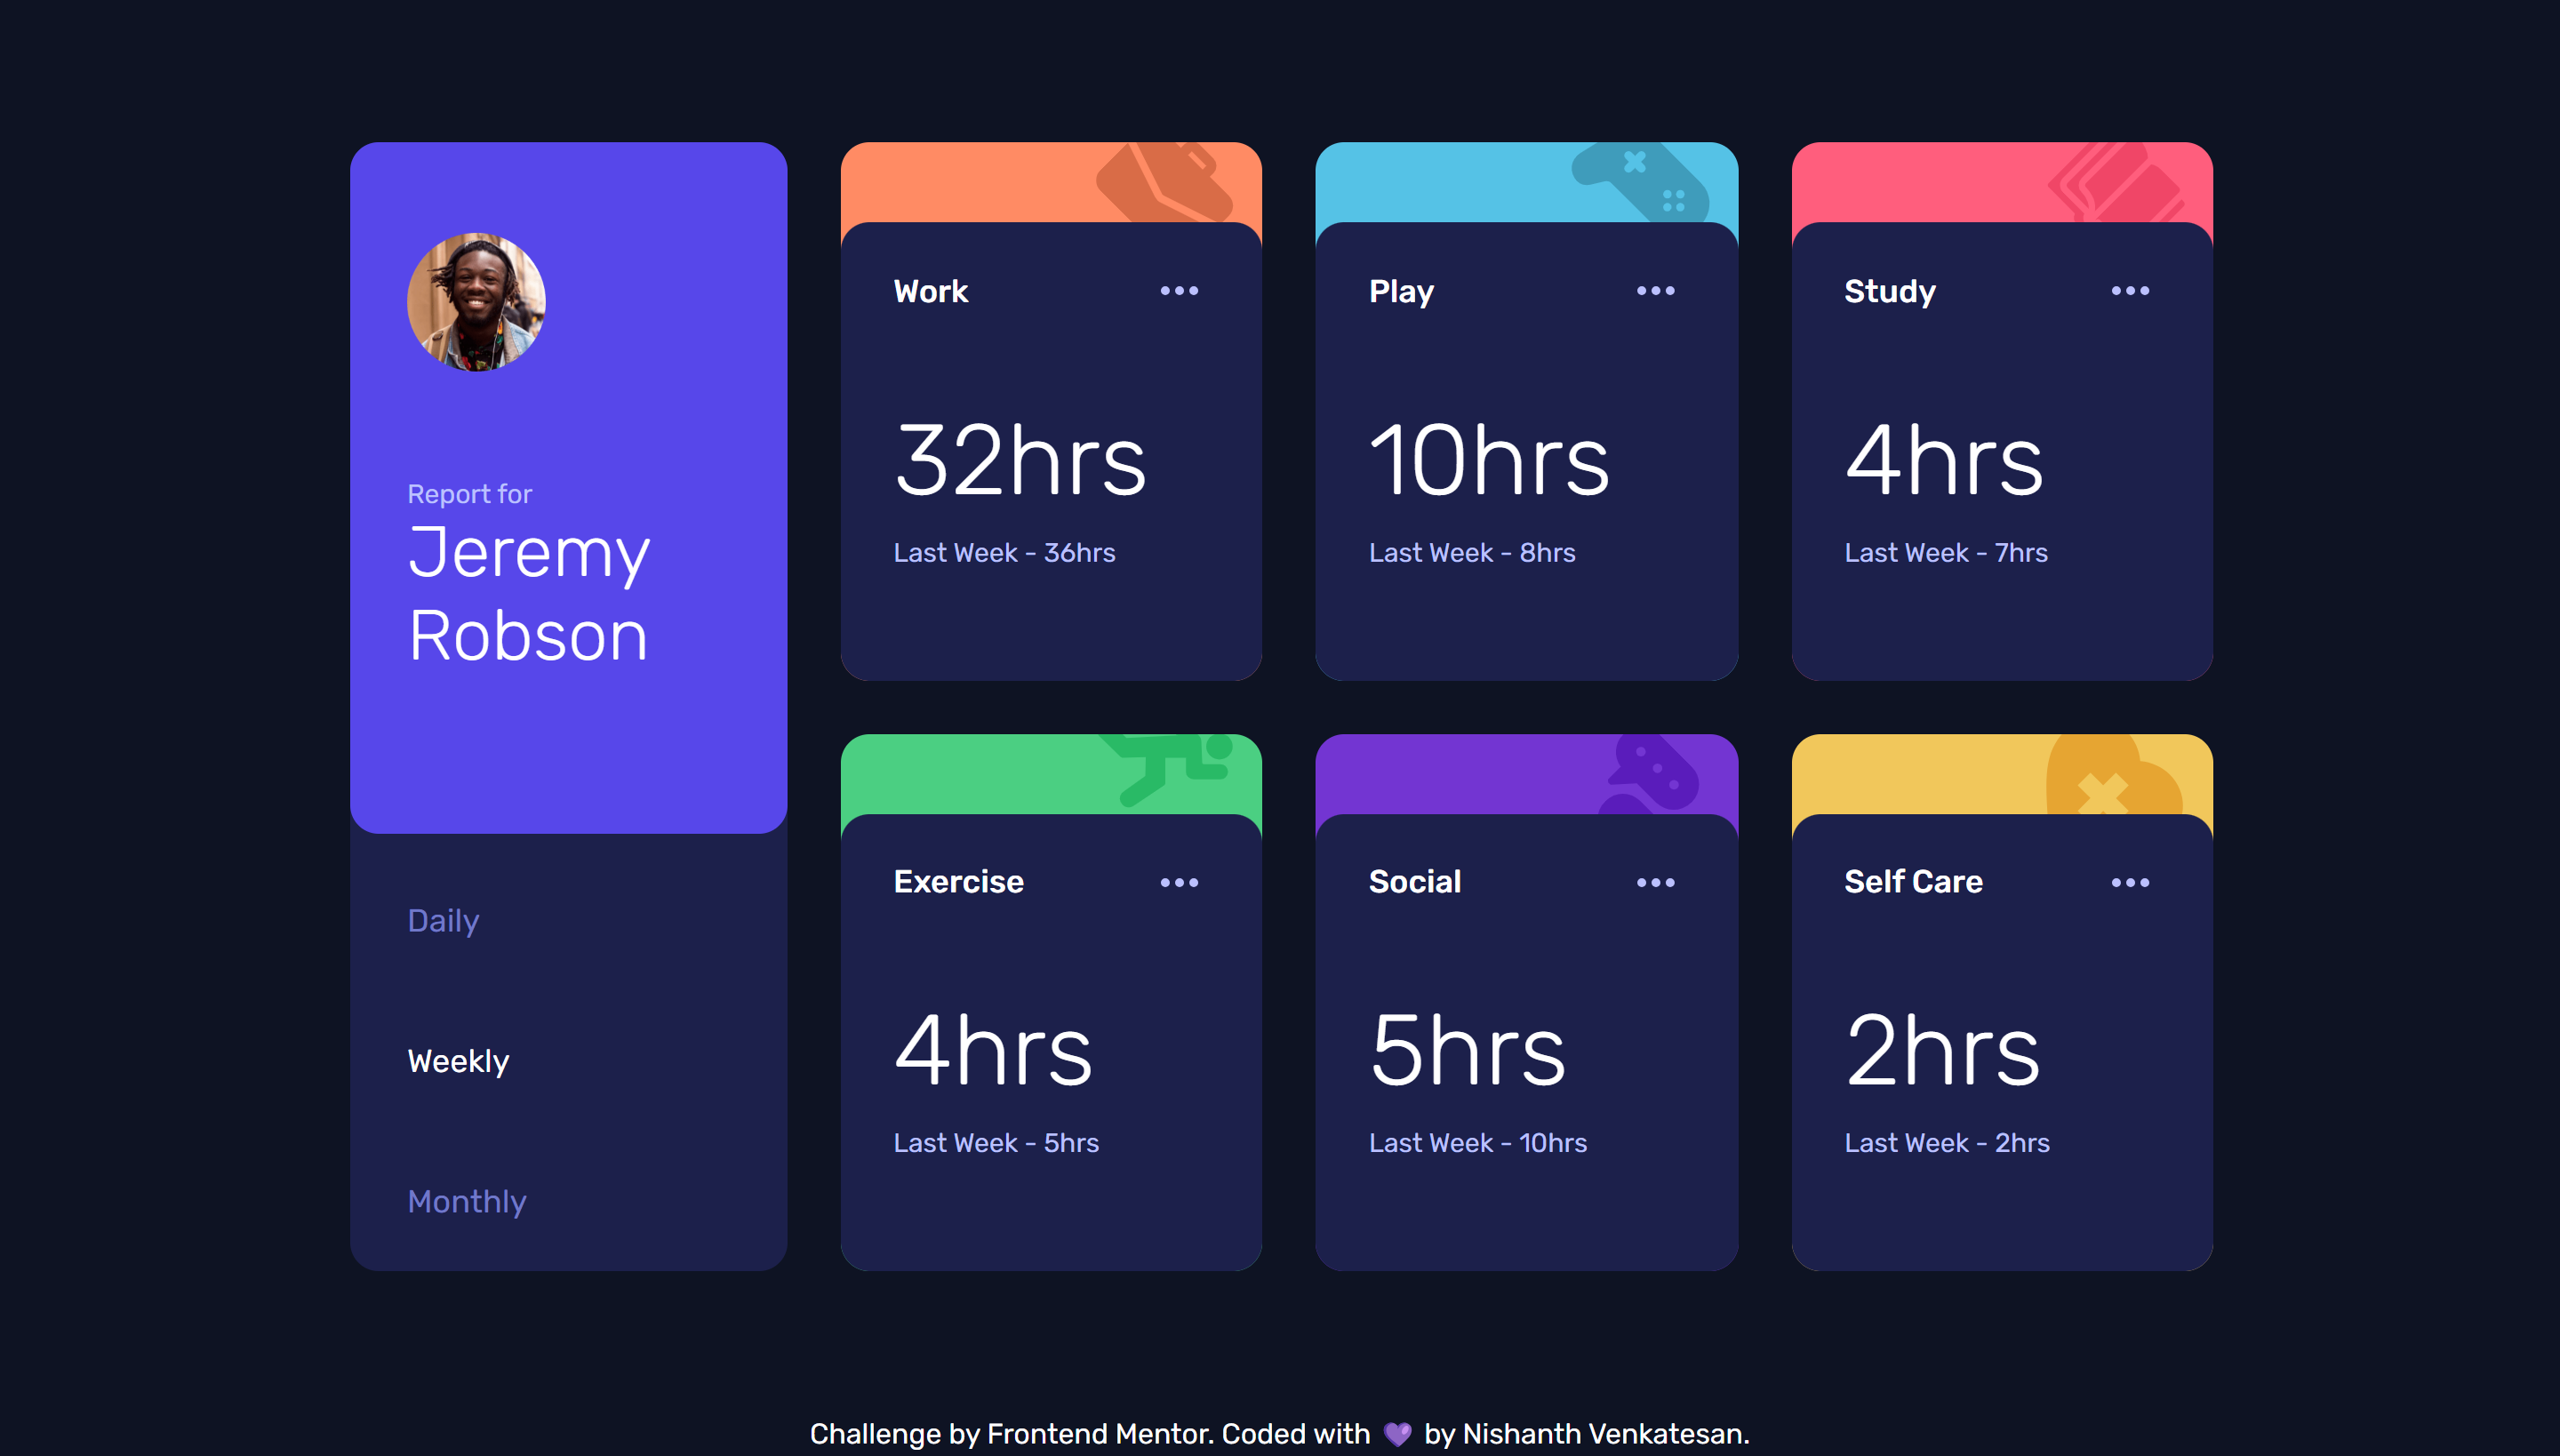 Report for
Jeremy
Robson
Daily
Weekly
Monthly
Work
32hrs
Last Week - 36hrs
Play
10hrs
Last Week - 8hrs
Study
4hrs
Last Week - 7hrs
Exercise
4hrs
Last Week - 5hrs
Social
5hrs
Last Week - 10hrs
Self Care
2hrs
Last Week - 2hrs
Challenge by Frontend Mentor. Coded with 💜 by Nishanth Venkatesan.